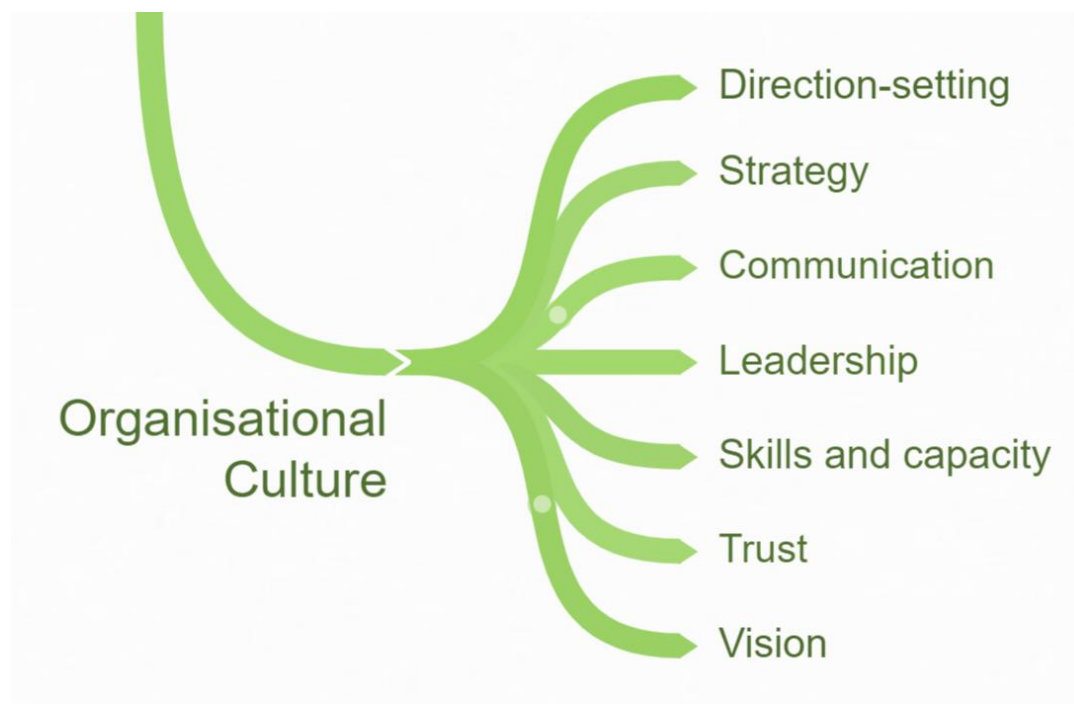 Direction-setting
Strategy
Communication
Leadership
Organisational
Culture
Skills and capacity
Trust
Vision